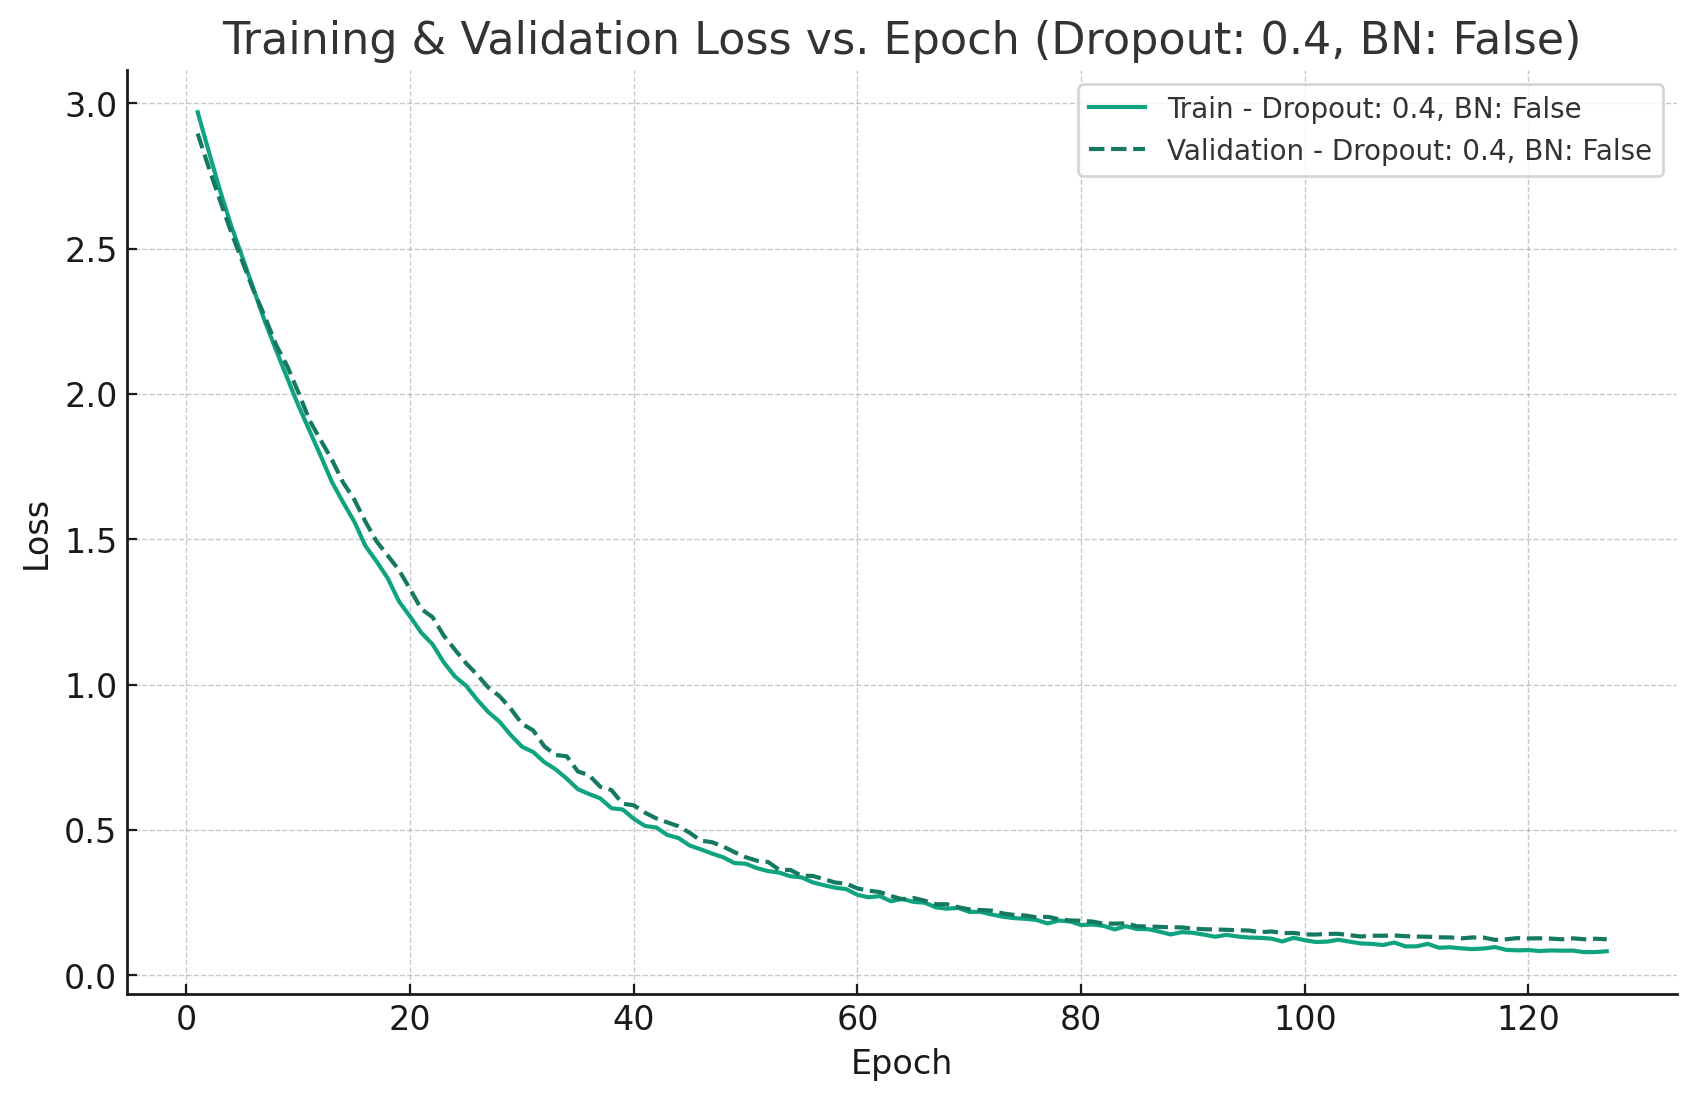 Training & Validation Loss vs. Epoch (Dropout: 0.4, BN: False)
Train - Dropout: 0.4, BN: False
Validation - Dropout: 0.4, BN: False
Loss
3.0
2.5
2.0
1.5
1.0
0.5
0.0
0 20 40 60 80 100 120
Epoch